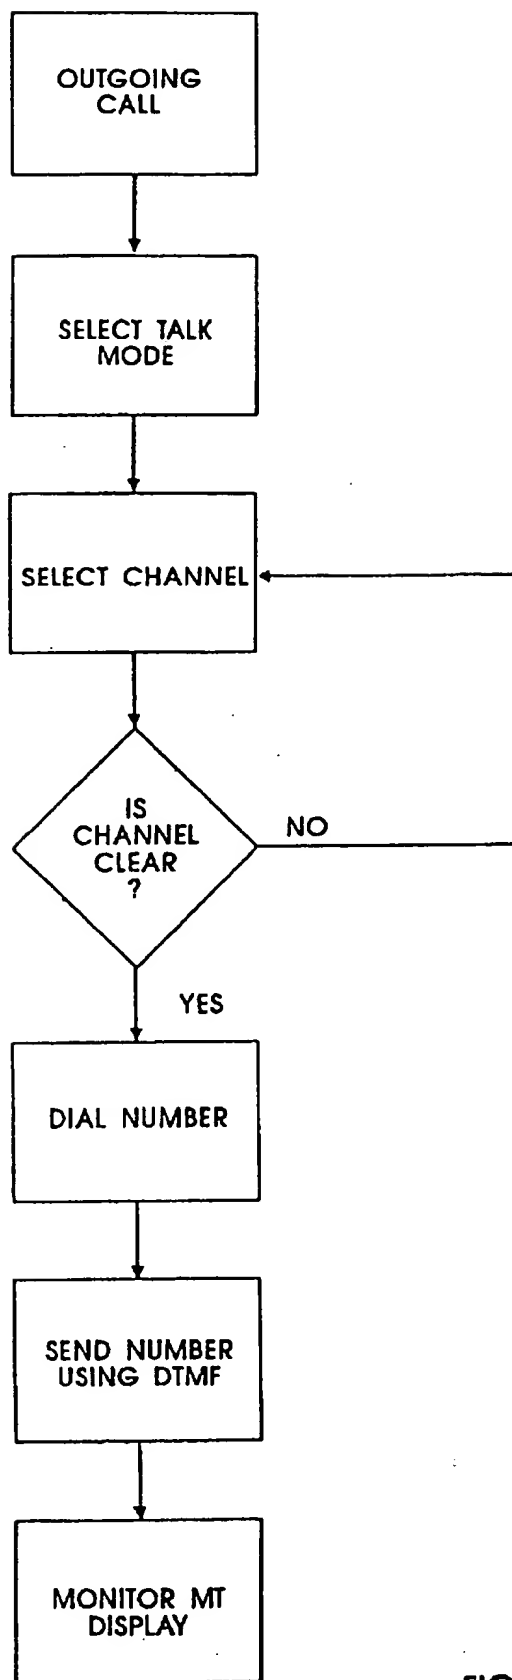 OUTGOING
CALL
SELECT TALK
MODE
SELECT CHANNEL
IS
CHANNEL
CLEAR
?
NO
YES
DIAL NUMBER
SEND NUMBER
USING DTMF
MONITOR MT
DISPLAY